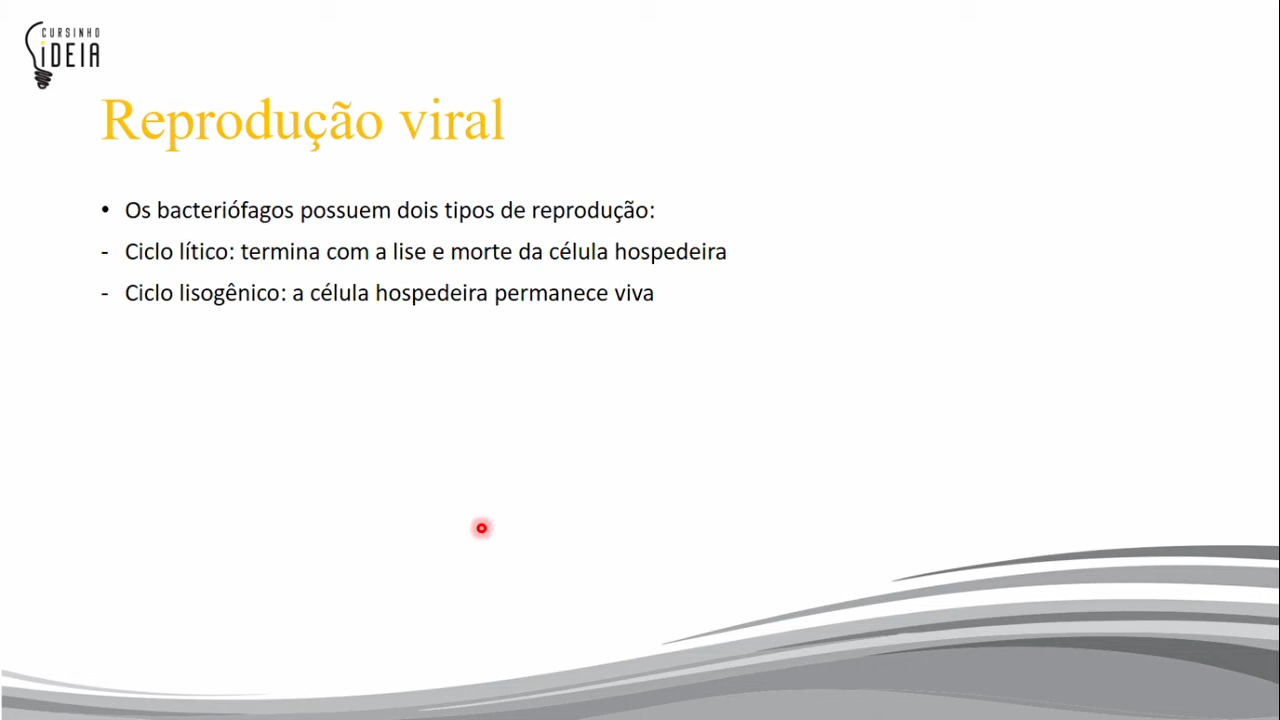 CURSINHO
iDEIA
Reprodução viral
• Os bacteriófagos possuem dois tipos de reprodução:
- Ciclo lítico: termina com a lise e morte da célula hospedeira
- Ciclo lisogênico: a célula hospedeira permanece viva